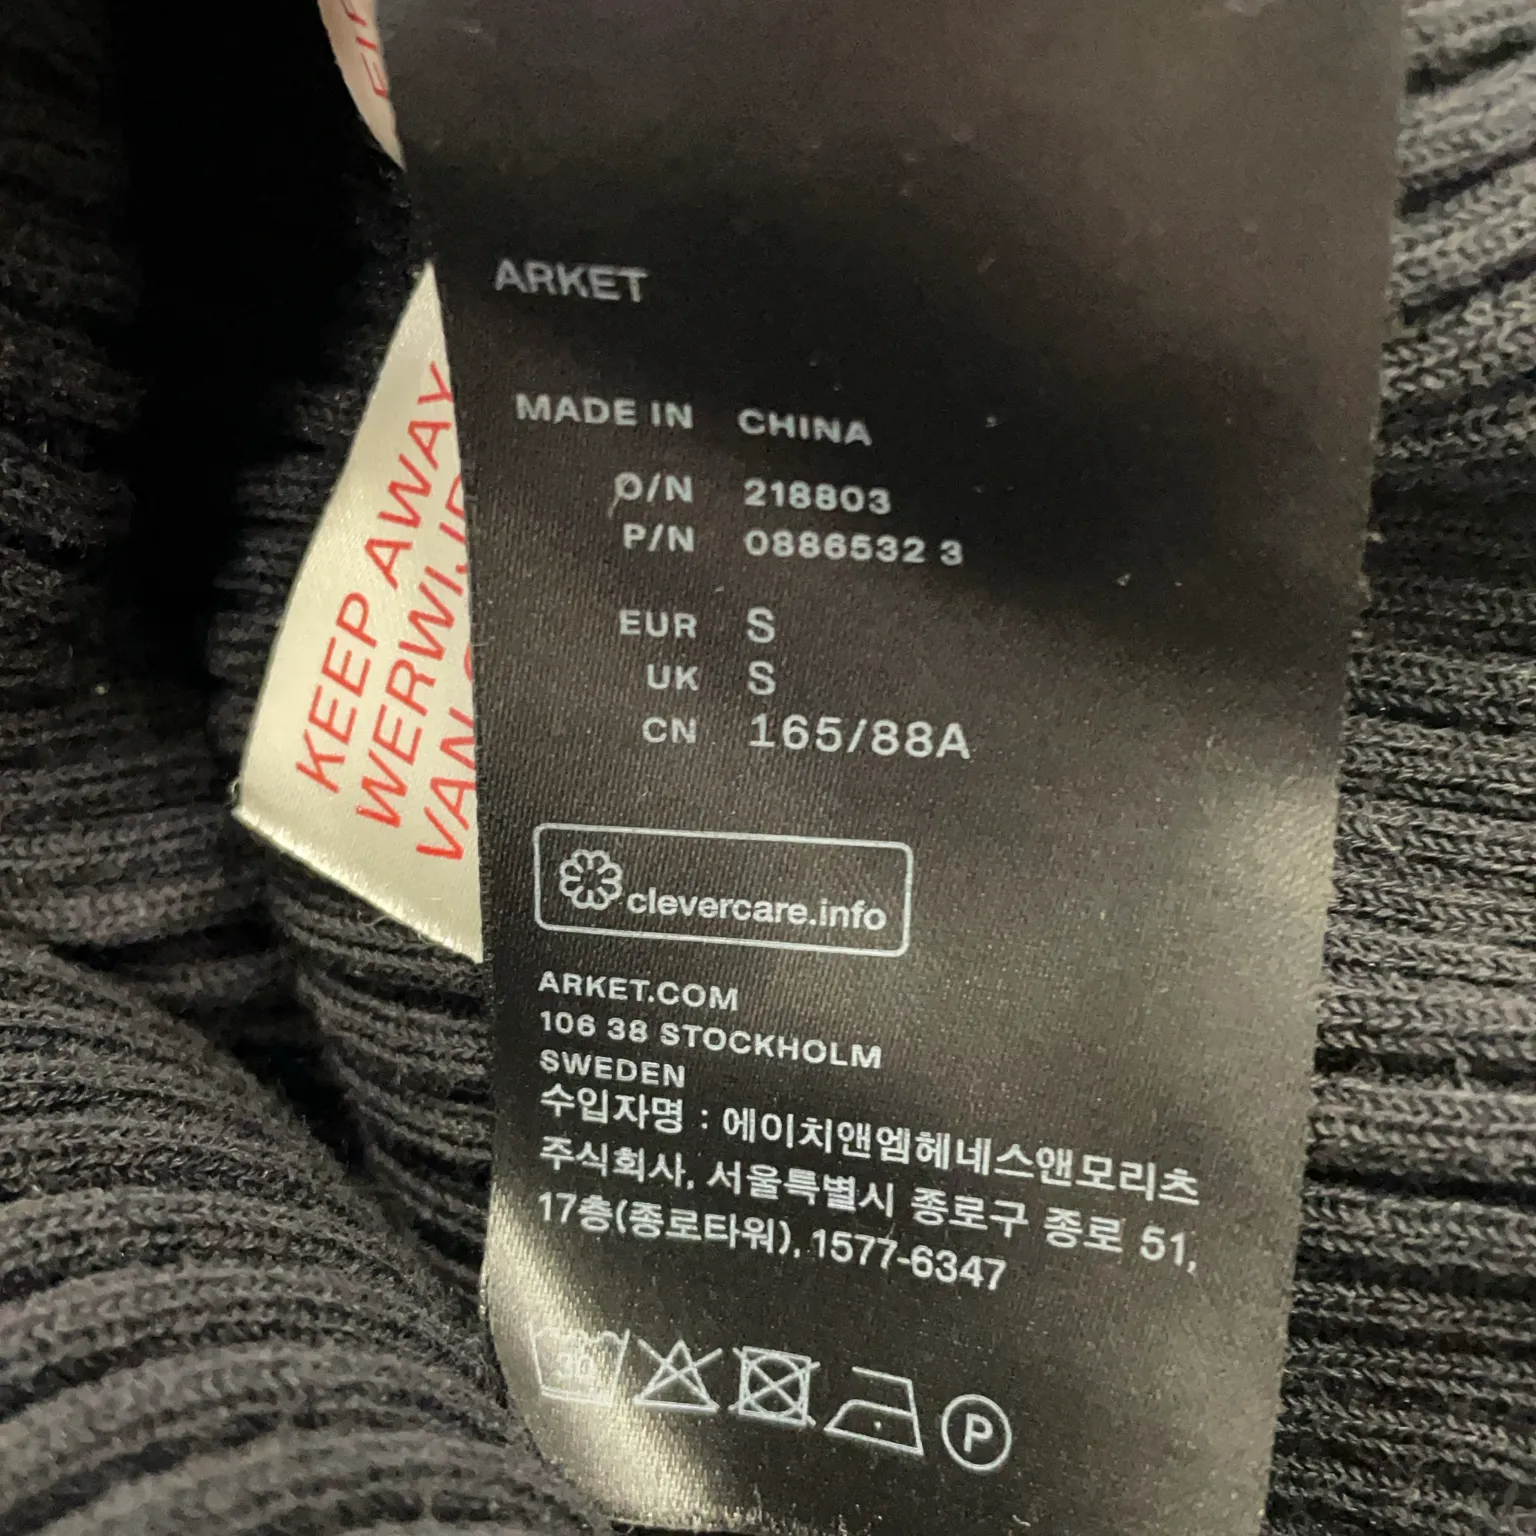 ARKET
MADE IN CHINA
O/N 218803
P/N 0886532 3
EUR S
UK S
CN 165/88A
clevercare.info
ARKET.COM
106 38 STOCKHOLM
SWEDEN
수입자명 : 에이치앤엠헤네스앤모리츠
주식회사, 서울특별시 종로구 종로 51,
17층(종로타워), 1577-6347
30
P
KEEP AWAY
VAN